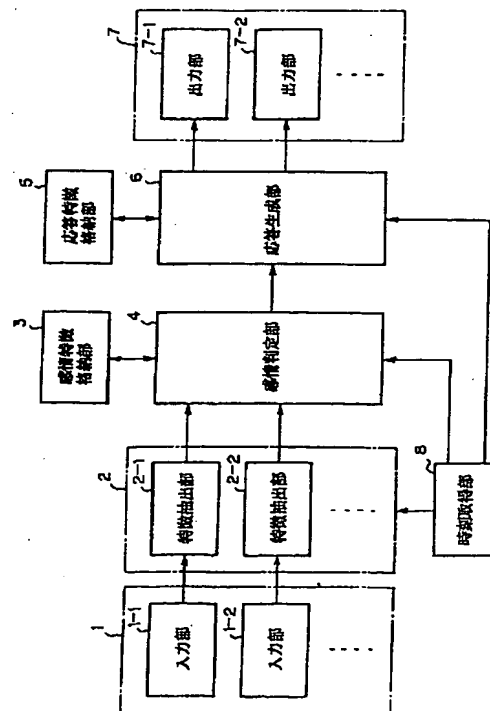 1
1-1
入力部
1-2
入力部
2
2-1
特徴抽出部
2-2
特徴抽出部
3
感情特徴
格納部
4
感情判定部
5
応答特徴
格納部
6
応答生成部
7
7-1
出力部
7-2
出力部
8
時刻取得部